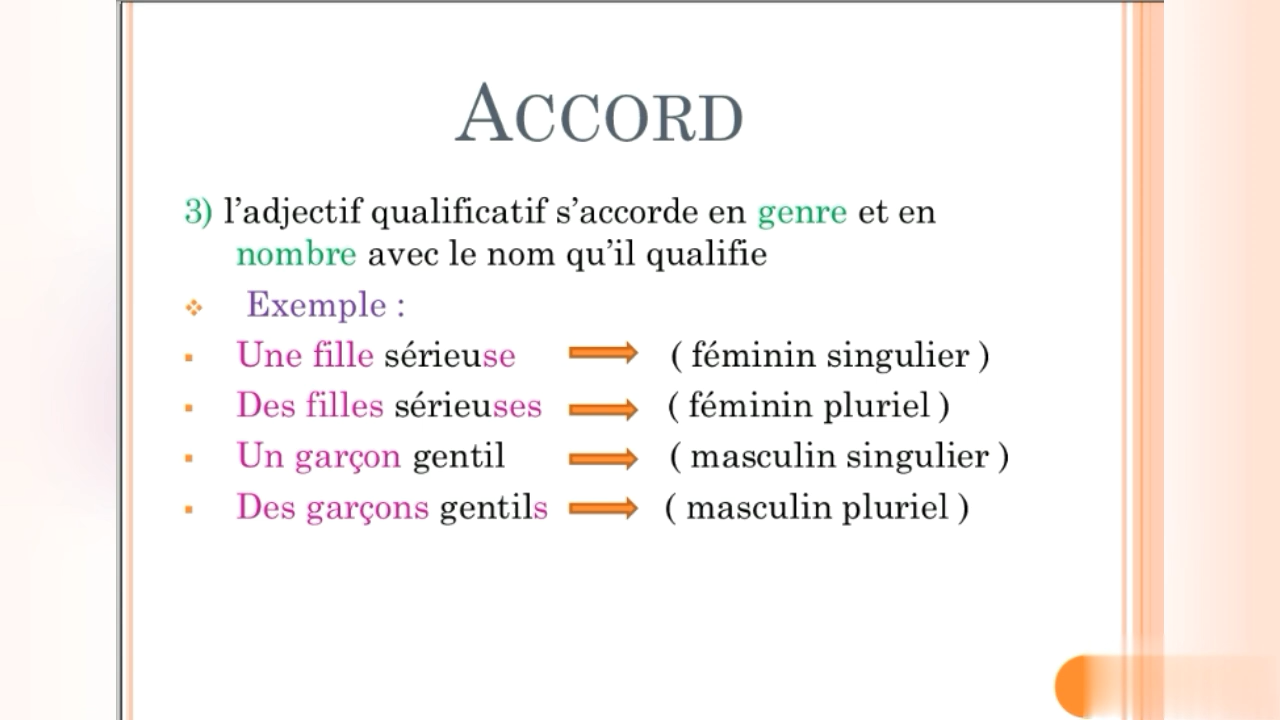 ACCORD
3) l’adjectif qualificatif s’accorde en genre et en
nombre avec le nom qu’il qualifie
Exemple :
Une fille sérieuse ( féminin singulier )
Des filles sérieuses ( féminin pluriel )
Un garçon gentil ( masculin singulier )
Des garçons gentils ( masculin pluriel )